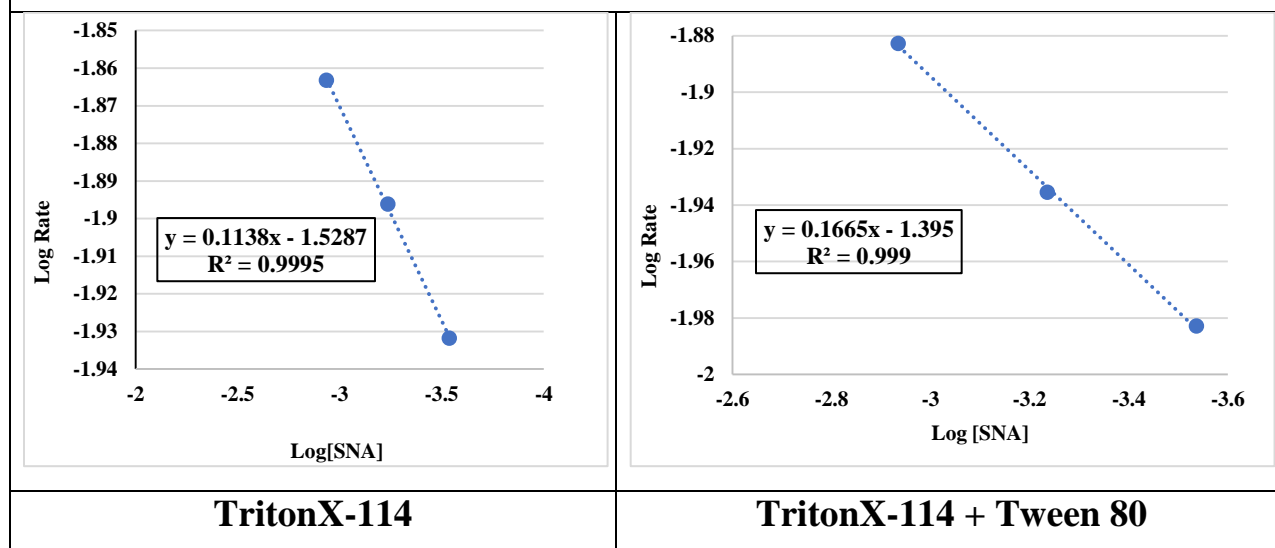 -1.85
-1.86
-1.87
-1.88
-1.89
-1.9
-1.91
-1.92
-1.93
-1.94
-2
-2.5
-3
-3.5
-4
Log Rate
Log[SNA]
y = 0.1138x - 1.5287
R² = 0.9995
TritonX-114
-1.88
-1.9
-1.92
-1.94
-1.96
-1.98
-2
-2.6
-2.8
-3
-3.2
-3.4
-3.6
Log Rate
Log [SNA]
y = 0.1665x - 1.395
R² = 0.999
TritonX-114 + Tween 80